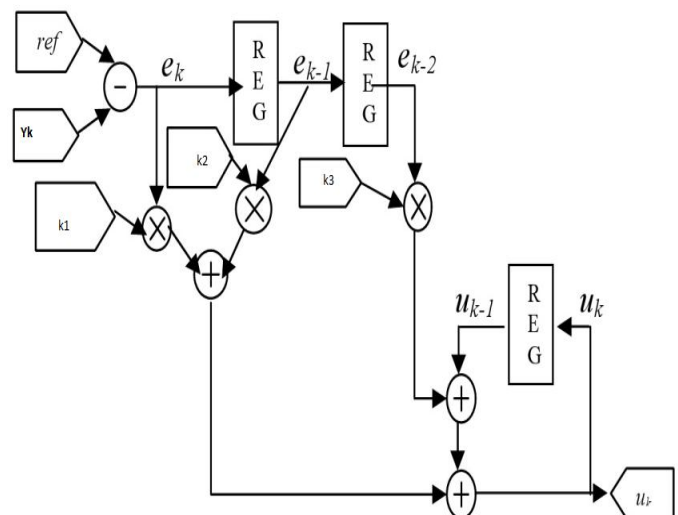 ref
Yk
e_k
R
E
G
e_{k-1}
R
E
G
e_{k-2}
k1
k2
k3
−
×
×
×
+
u_{k-1}
R
E
G
u_k
+
+